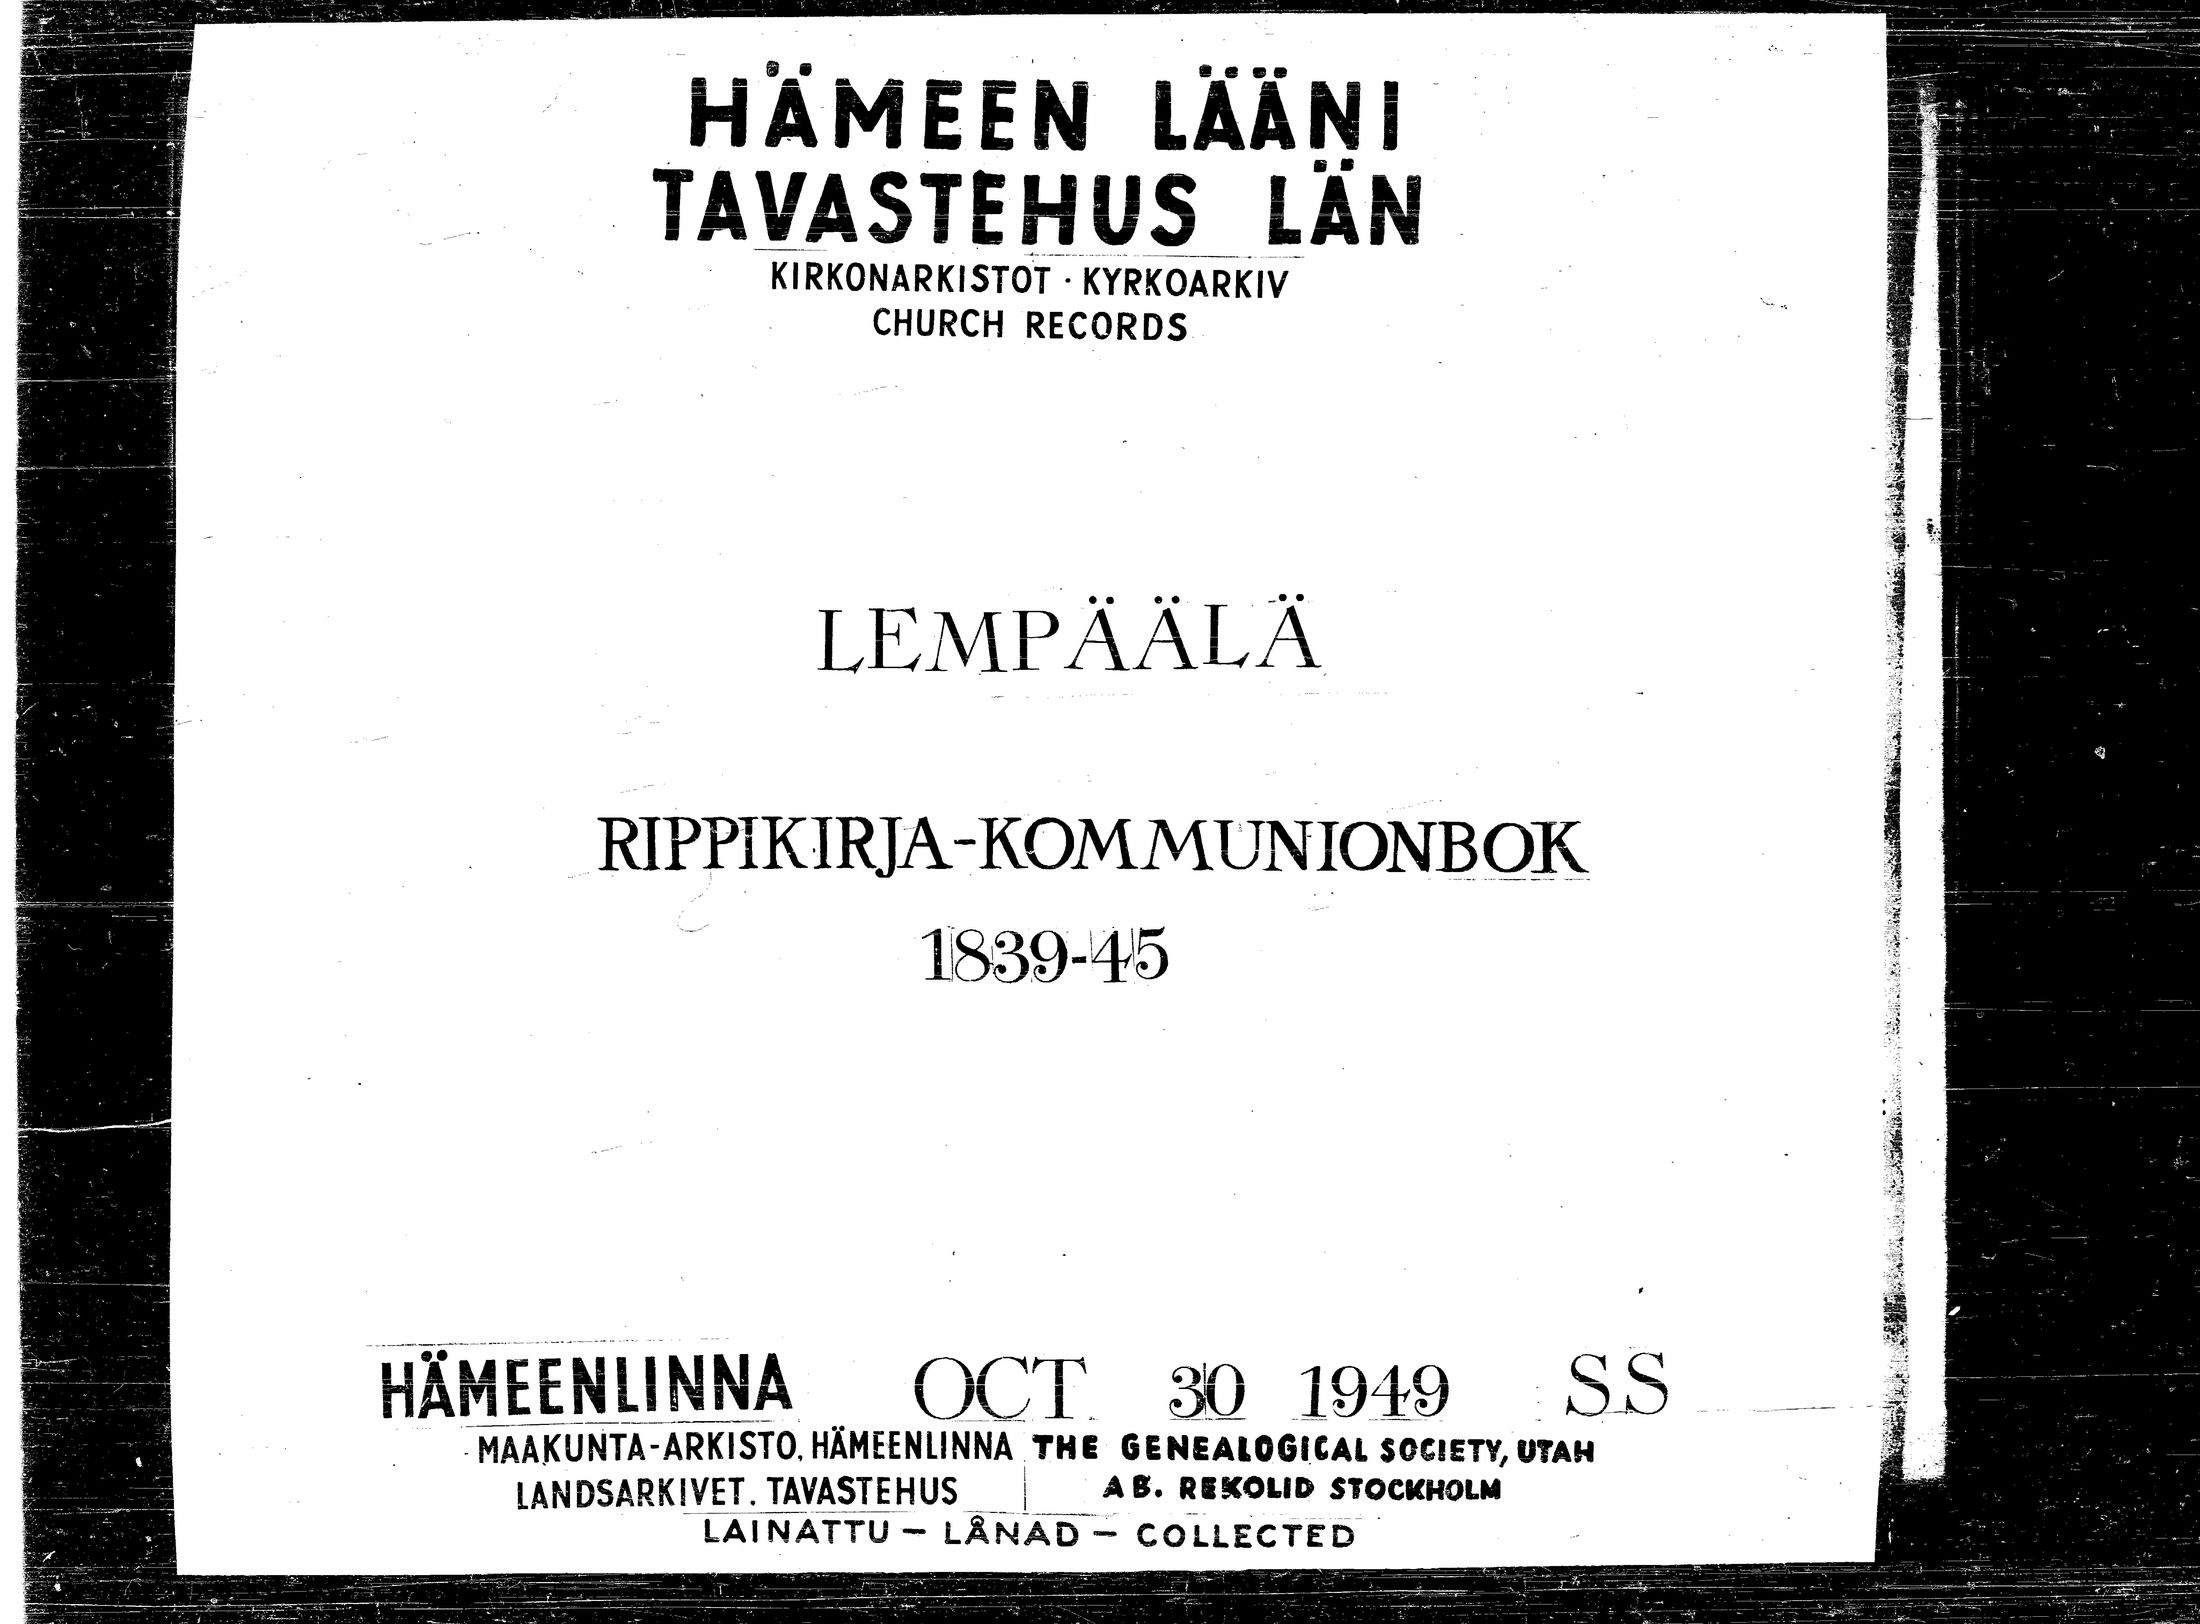 HÄMEEN LÄÄNI
TAVASTEHUS LÄN
KIRKONARKISTOT · KYRKOARKIV
CHURCH RECORDS
LEMPÄÄLÄ
RIPPIKIRJA-KOMMUNIONBOK
1839-45
HÄMEENLINNA OCT 30 1949 SS
MAAKUNTA-ARKISTO, HÄMEENLINNA THE GENEALOGICAL SOCIETY, UTAH
LANDSARKIVET. TAVASTEHUS AB. REKOLID STOCKHOLM
LAINATTU – LÅNAD – COLLECTED